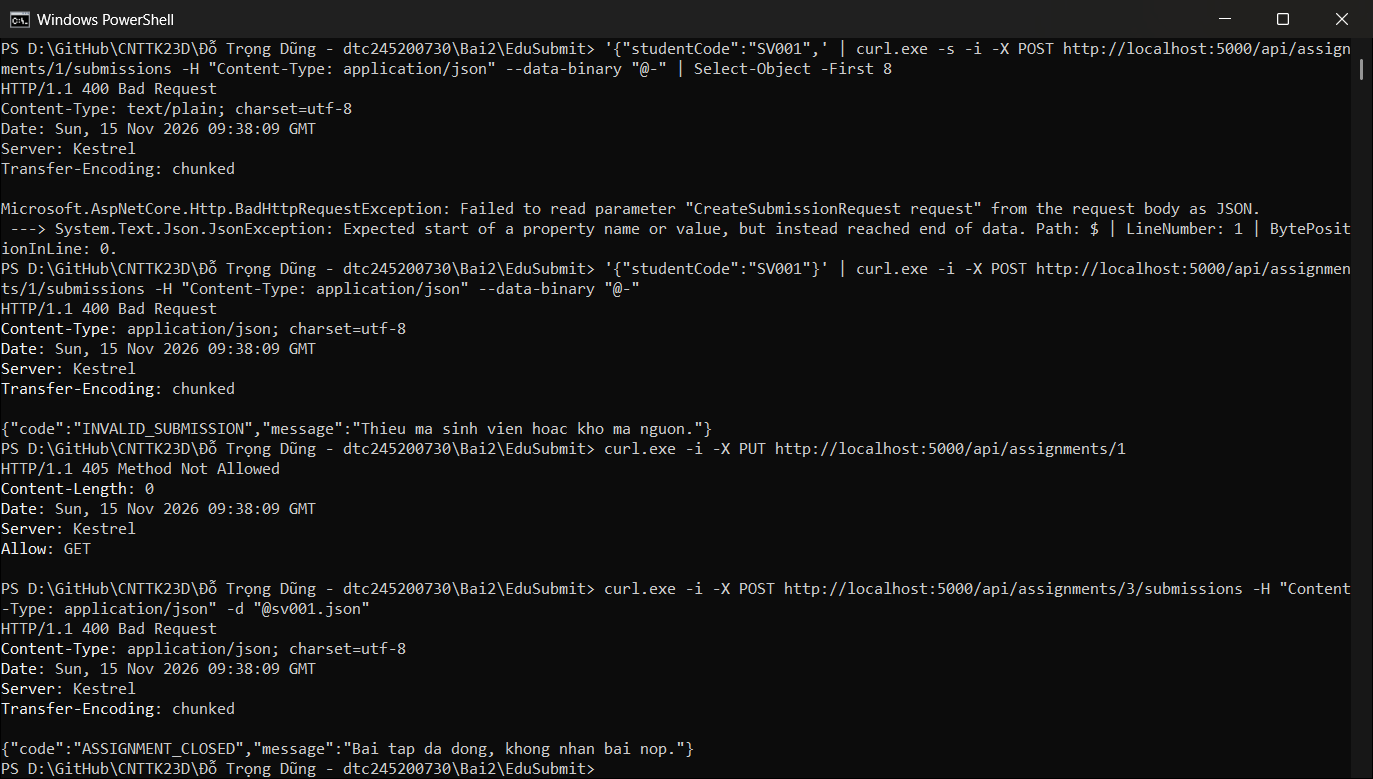 Windows PowerShell
PS D:\GitHub\CNTTK23D\Đỗ Trọng Dũng - dtc245200730\Bai2\EduSubmit> '{"studentCode":"SV001",' | curl.exe -s -i -X POST http://localhost:5000/api/assign
ments/1/submissions -H "Content-Type: application/json" --data-binary "@-" | Select-Object -First 8
HTTP/1.1 400 Bad Request
Content-Type: text/plain; charset=utf-8
Date: Sun, 15 Nov 2026 09:38:09 GMT
Server: Kestrel
Transfer-Encoding: chunked

Microsoft.AspNetCore.Http.BadHttpRequestException: Failed to read parameter "CreateSubmissionRequest request" from the request body as JSON.
 ---> System.Text.Json.JsonException: Expected start of a property name or value, but instead reached end of data. Path: $ | LineNumber: 1 | BytePosit
ionInLine: 0.
PS D:\GitHub\CNTTK23D\Đỗ Trọng Dũng - dtc245200730\Bai2\EduSubmit> '{"studentCode":"SV001"}' | curl.exe -i -X POST http://localhost:5000/api/assignmen
ts/1/submissions -H "Content-Type: application/json" --data-binary "@-"
HTTP/1.1 400 Bad Request
Content-Type: application/json; charset=utf-8
Date: Sun, 15 Nov 2026 09:38:09 GMT
Server: Kestrel
Transfer-Encoding: chunked

{"code":"INVALID_SUBMISSION","message":"Thieu ma sinh vien hoac kho ma nguon."}
PS D:\GitHub\CNTTK23D\Đỗ Trọng Dũng - dtc245200730\Bai2\EduSubmit> curl.exe -i -X PUT http://localhost:5000/api/assignments/1
HTTP/1.1 405 Method Not Allowed
Content-Length: 0
Date: Sun, 15 Nov 2026 09:38:09 GMT
Server: Kestrel
Allow: GET

PS D:\GitHub\CNTTK23D\Đỗ Trọng Dũng - dtc245200730\Bai2\EduSubmit> curl.exe -i -X POST http://localhost:5000/api/assignments/3/submissions -H "Content
-Type: application/json" -d "@sv001.json"
HTTP/1.1 400 Bad Request
Content-Type: application/json; charset=utf-8
Date: Sun, 15 Nov 2026 09:38:09 GMT
Server: Kestrel
Transfer-Encoding: chunked

{"code":"ASSIGNMENT_CLOSED","message":"Bai tap da dong, khong nhan bai nop."}
PS D:\GitHub\CNTTK23D\Đỗ Trọng Dũng - dtc245200730\Bai2\EduSubmit>